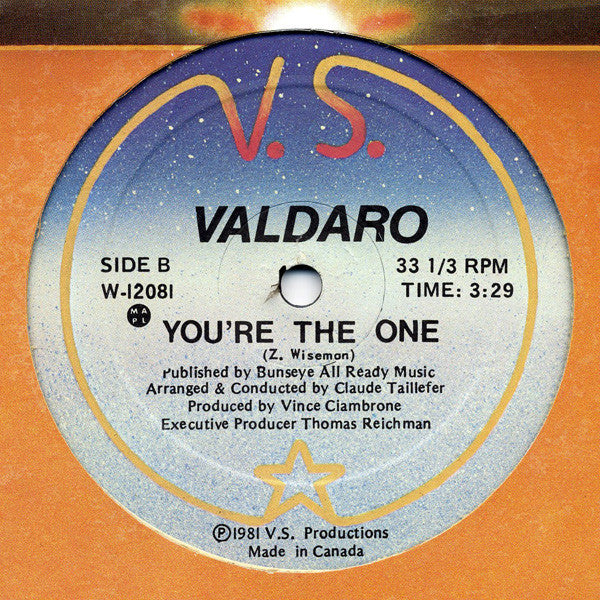 V. S.
VALDARO
SIDE B
33 1/3 RPM
W-12081
TIME: 3:29
MAPL
YOU'RE THE ONE
(Z. Wiseman)
Published by Bunseye All Ready Music
Arranged & Conducted by Claude Taillefer
Produced by Vince Ciambrone
Executive Producer Thomas Reichman
Ⓟ1981 V.S. Productions
Made in Canada